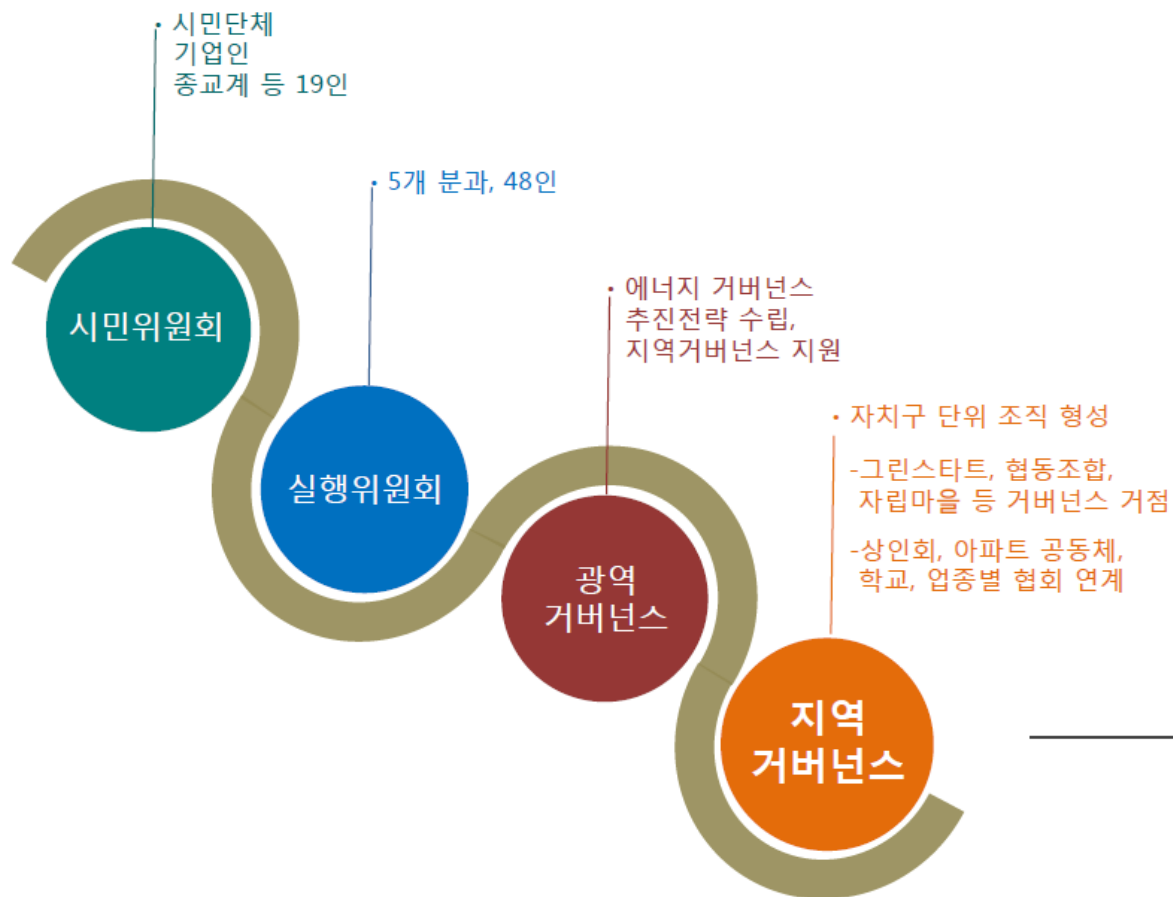 • 시민단체
기업인
종교계 등 19인
시민위원회
• 5개 분과, 48인
실행위원회
• 에너지 거버넌스
추진전략 수립,
지역거버넌스 지원
광역
거버넌스
• 자치구 단위 조직 형성
-그린스타트, 협동조합,
자립마을 등 거버넌스 거점
-상인회, 아파트 공동체,
학교, 업종별 협회 연계
지역
거버넌스